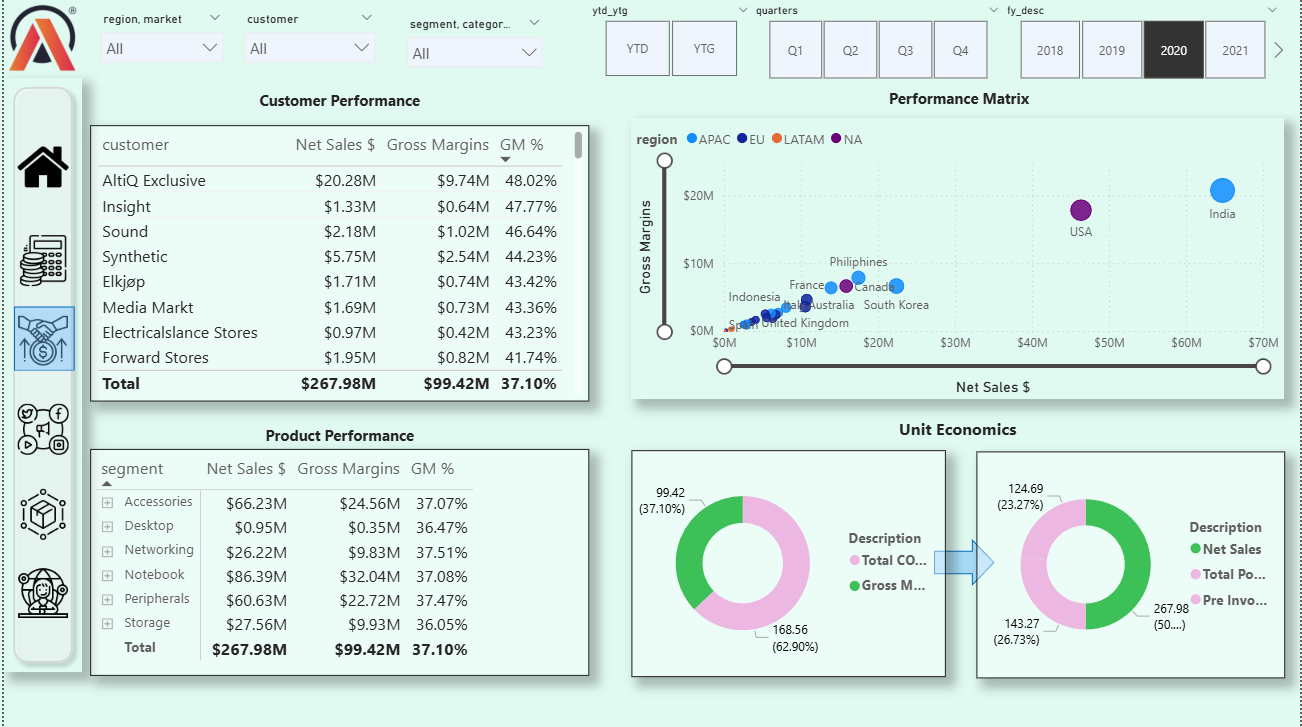 region, market
customer
segment, categor...
ytd_ytg
quarters
fy_desc
All
All
All
YTD
YTG
Q1
Q2
Q3
Q4
2018
2019
2020
2021
Customer Performance
customer Net Sales $ Gross Margins GM %
AltiQ Exclusive $20.28M $9.74M 48.02%
Insight $1.33M $0.64M 47.77%
Sound $2.18M $1.02M 46.64%
Synthetic $5.75M $2.54M 44.23%
Elkjøp $1.71M $0.74M 43.42%
Media Markt $1.69M $0.73M 43.36%
Electricalslance Stores $0.97M $0.42M 43.23%
Forward Stores $1.95M $0.82M 41.74%
Total $267.98M $99.42M 37.10%
Performance Matrix
region APAC EU LATAM NA
Gross Margins
$20M
$10M
$0M
India
USA
Philiphines
France
Canada
Indonesia
Italy
Australia
South Korea
Spain
United Kingdom
$0M $10M $20M $30M $40M $50M $60M $70M
Net Sales $
Product Performance
segment Net Sales $ Gross Margins GM %
Accessories $66.23M $24.56M 37.07%
Desktop $0.95M $0.35M 36.47%
Networking $26.22M $9.83M 37.51%
Notebook $86.39M $32.04M 37.08%
Peripherals $60.63M $22.72M 37.47%
Storage $27.56M $9.93M 36.05%
Total $267.98M $99.42M 37.10%
Unit Economics
99.42
(37.10%)
168.56
(62.90%)
Description
Total CO...
Gross M...
124.69
(23.27%)
143.27
(26.73%)
267.98
(50....)
Description
Net Sales
Total Po...
Pre Invo...